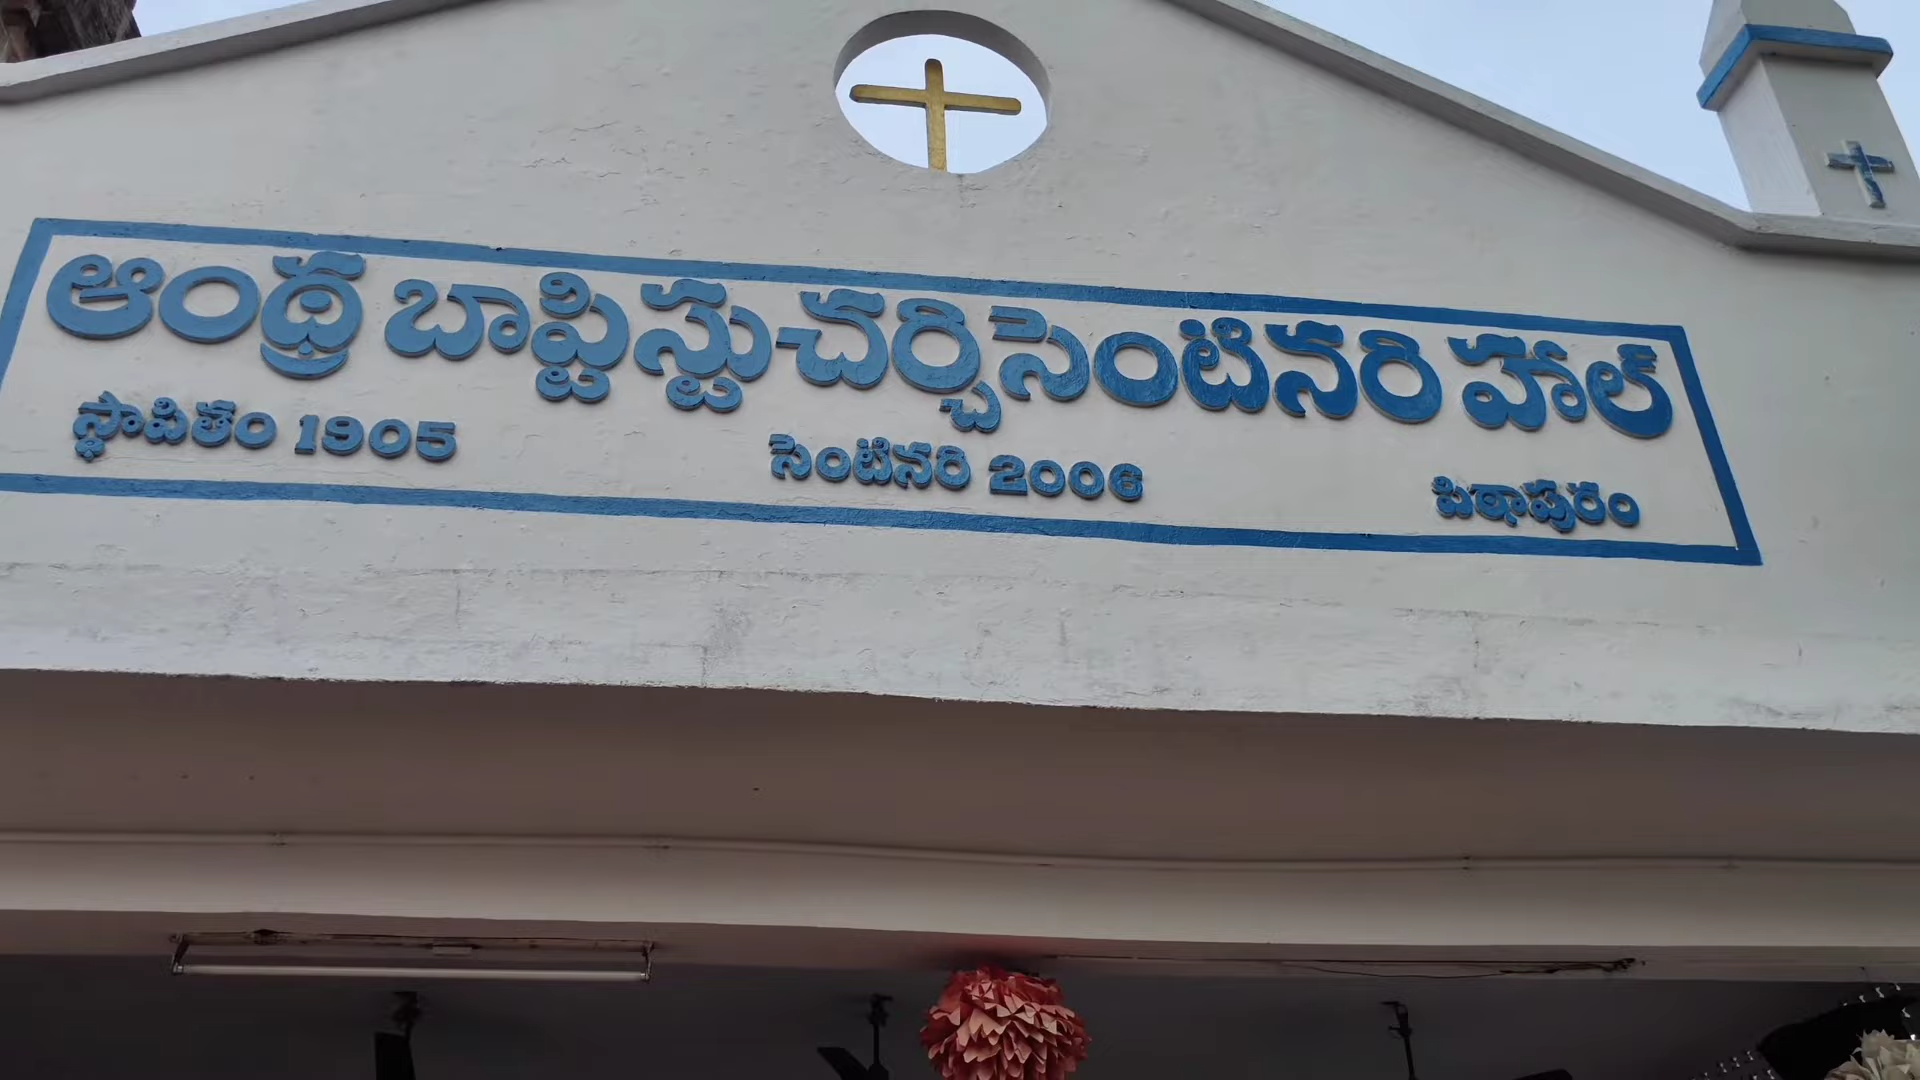 ఆంధ్ర బాప్టిస్టు చర్చి సెంటినరి హాల్
స్థాపితం 1905 సెంటినరి 2006 పిఠాపురం